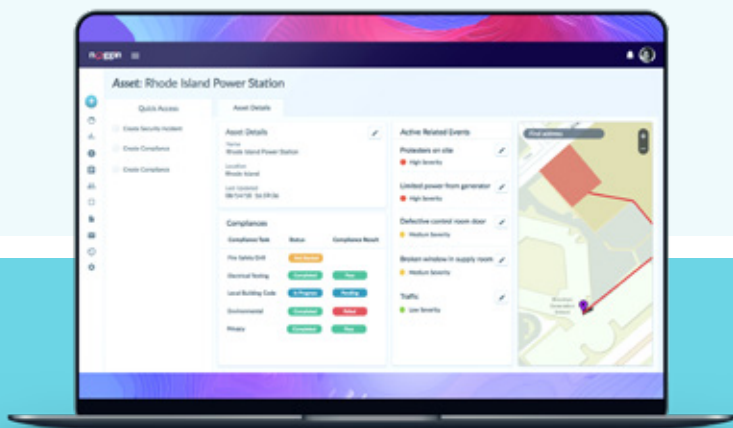 Asset: Rhode Island Power Station
Quick Access
Asset Details
Create Security Incident
Create Compliance
Create Compliance
Asset Details
Name
Rhode Island Power Station
Location
Rhode Island
Last Updated
Compliances
Compliance Task Status Compliance Result
Fire Safety Drill
Electrical Testing Completed Pass
Local Building Code In Progress Pending
Environmental Completed Failed
Privacy Completed Pass
Active Related Events
Protesters on site
High Severity
Limited power from generator
High Severity
Defective control room door
Medium Severity
Broken window in supply room
Medium Severity
Traffic
Low Severity
Find address